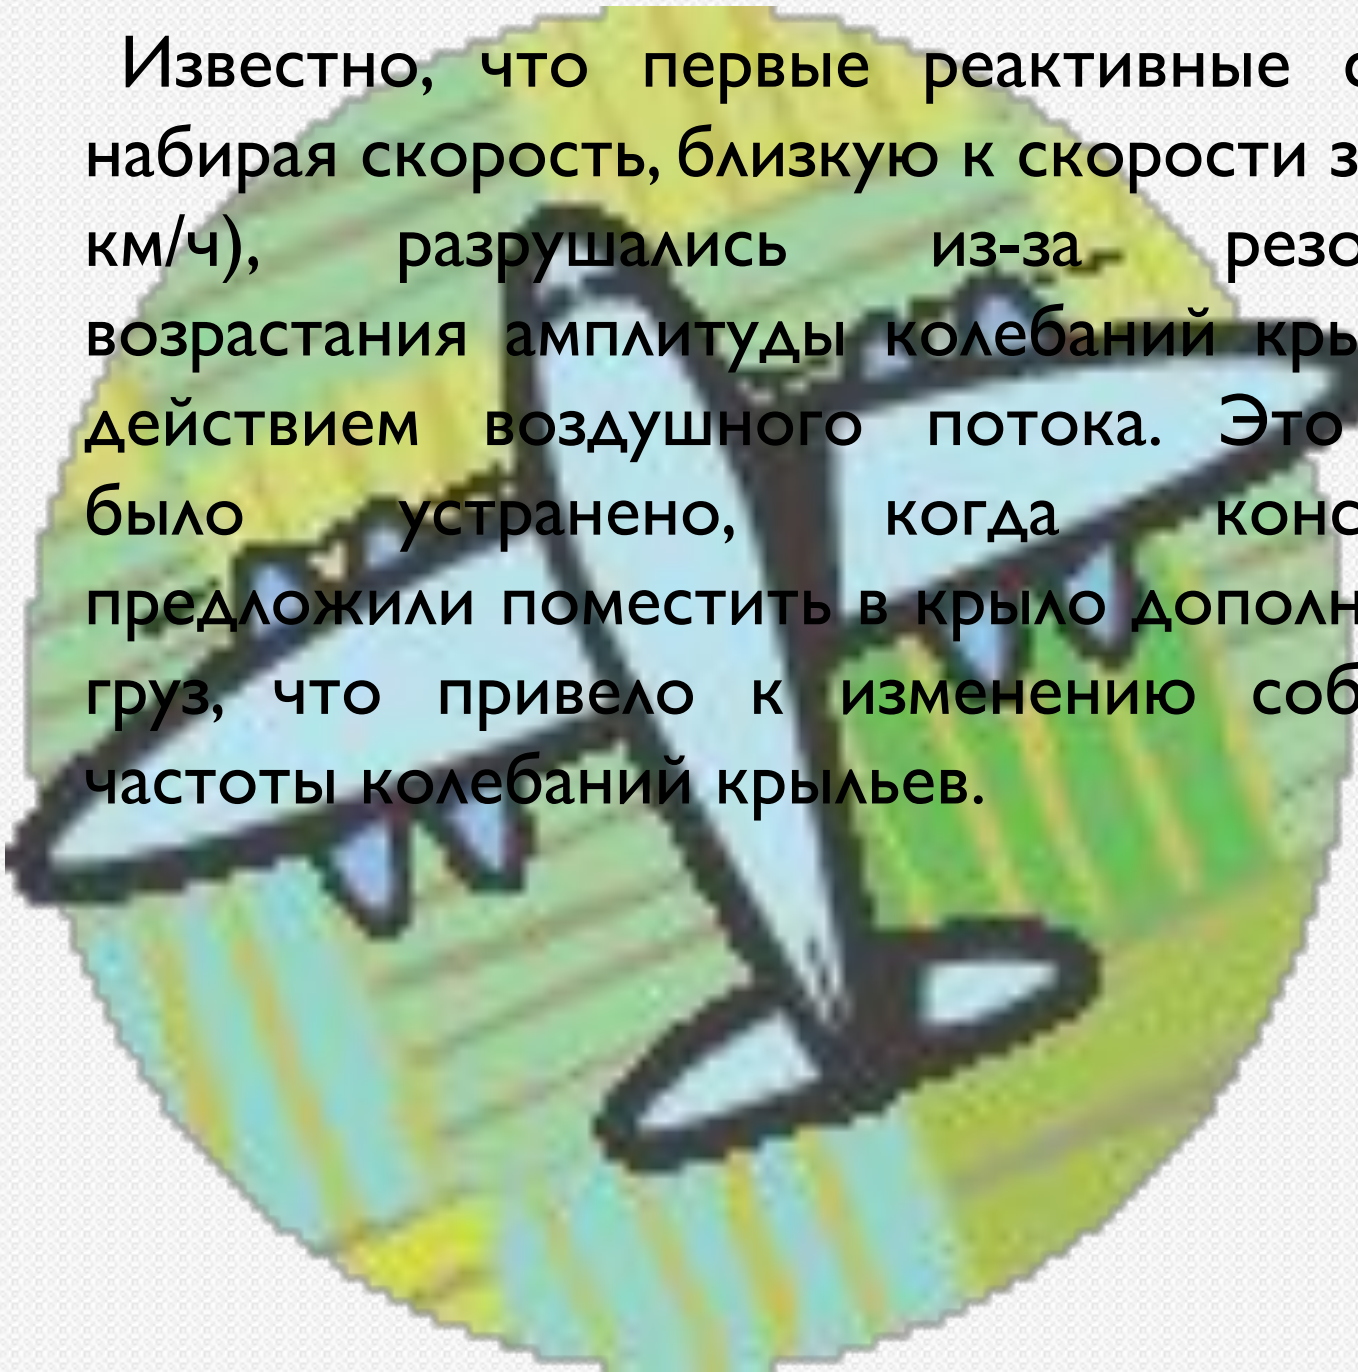 Известно, что первые реактивные
набирая скорость, близкую к скорости
км/ч), разрушались из-за
возрастания амплитуды колебаний
действием воздушного потока. Это
было устранено, когда
предложили поместить в крыло
груз, что привело к изменению
частоты колебаний крыльев.